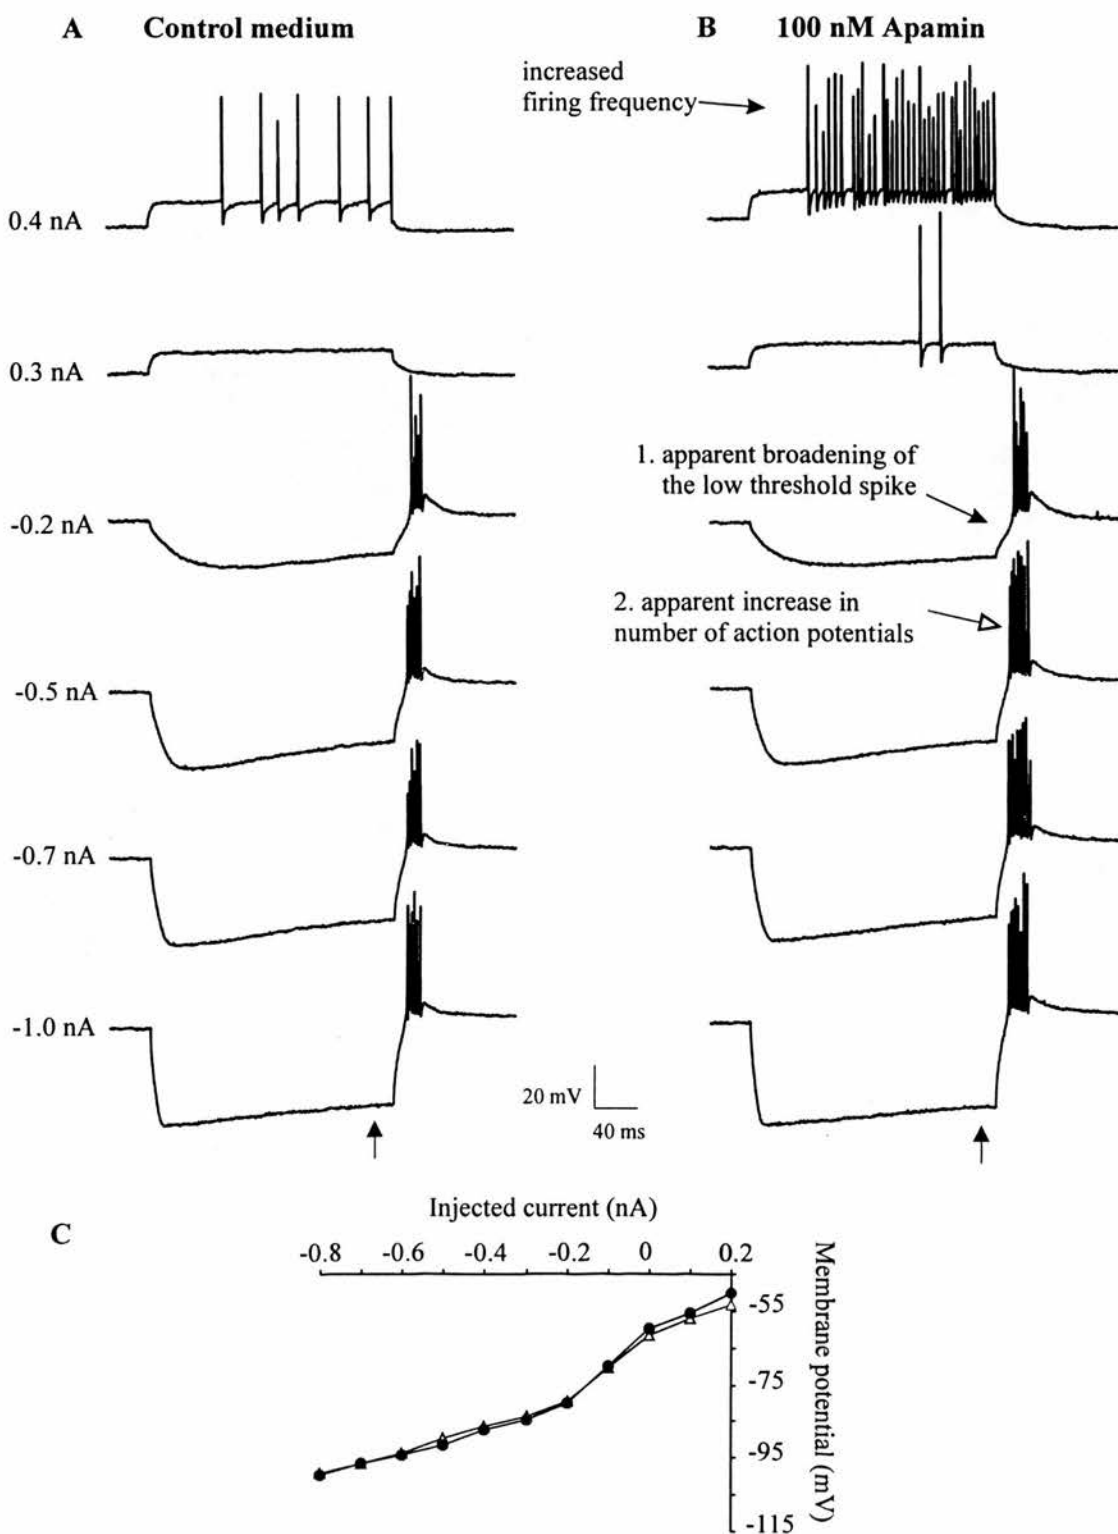 A Control medium
B 100 nM Apamin
increased
firing frequency
0.4 nA
0.3 nA
1. apparent broadening of
the low threshold spike
-0.2 nA
2. apparent increase in
number of action potentials
-0.5 nA
-0.7 nA
-1.0 nA
20 mV
40 ms
C
Injected current (nA)
-0.8 -0.6 -0.4 -0.2 0 0.2
-55
-75
-95
-115
Membrane potential (mV)